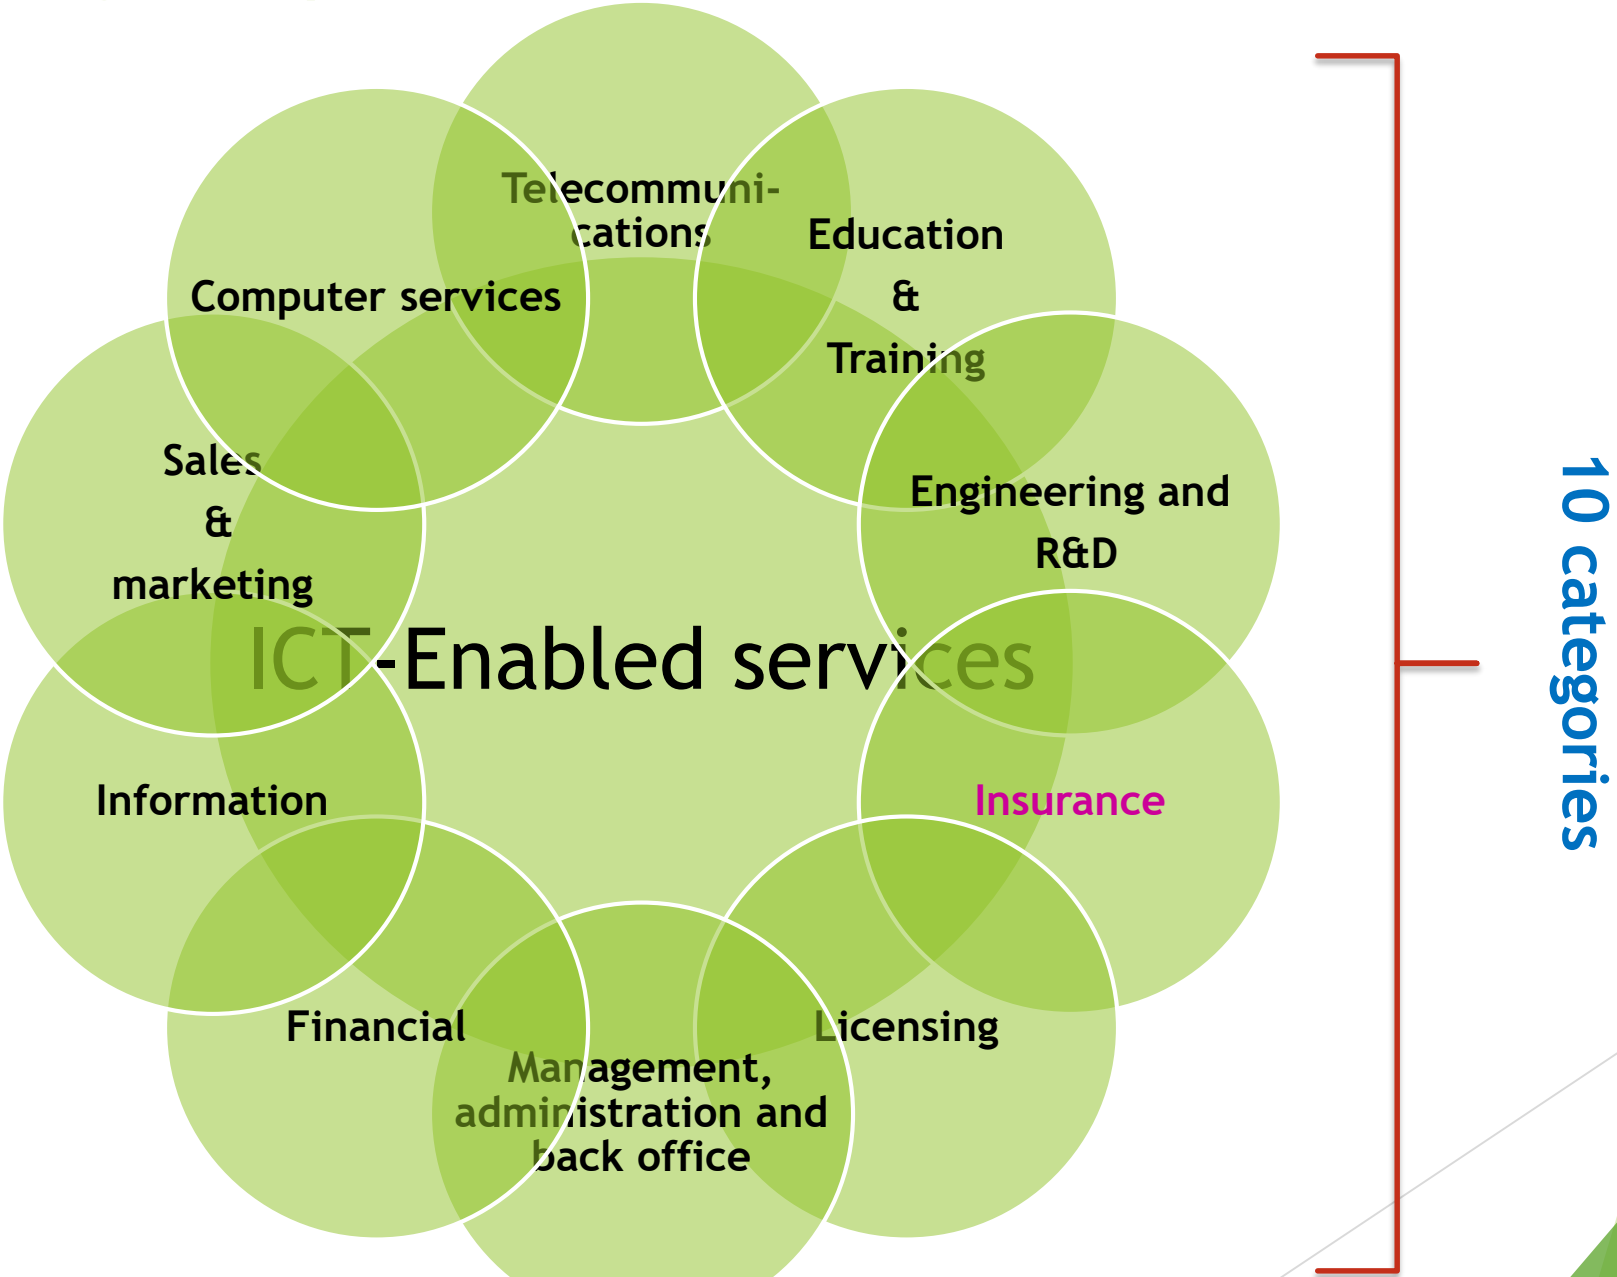 Telecommuni-
cations
Education
&
Training
Computer services
Sales
&
marketing
Engineering and
R&D
ICT-Enabled services
Information
Insurance
Financial
Licensing
Management,
administration and
back office
10 categories